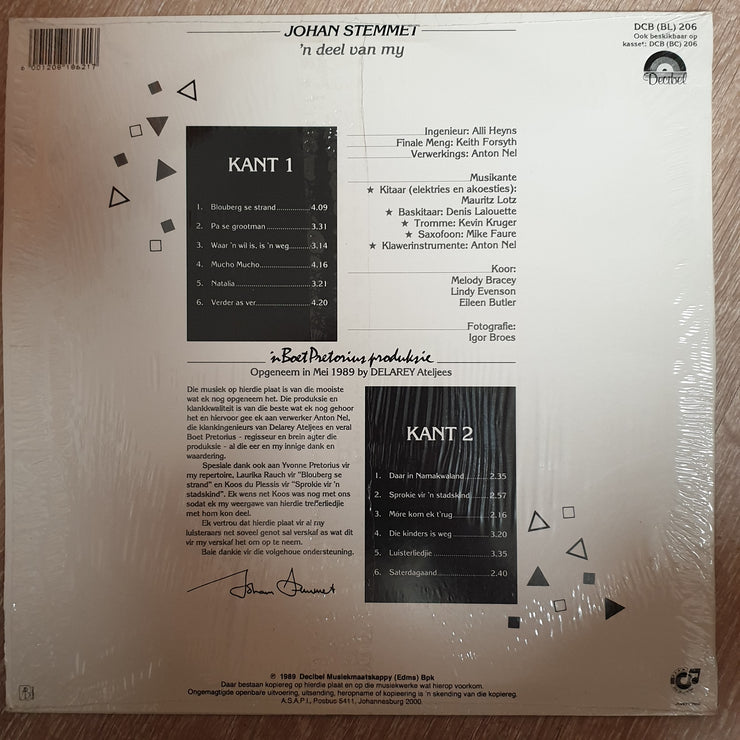 JOHAN STEMMET
'n deel van my
DCB (BL) 206
Ook beskikbaar op
kasset: DCB (BC) 206
Decibel
6 001208 186217
Ingenieur: Alli Heyns
Finale Meng: Keith Forsyth
Verwerkings: Anton Nel
KANT 1
1. Blouberg se strand 4.09
2. Pa se grootman 3.31
3. Waar 'n wil is, is 'n weg 3.14
4. Mucho Mucho 4.16
5. Natalia 3.21
6. Verder as ver 4.20
Musikante
★ Kitaar (elektries en akoesties):
Mauritz Lotz
★ Baskitaar: Denis Lalouette
★ Tromme: Kevin Kruger
★ Saxofoon: Mike Faure
★ Klawerinstrumente: Anton Nel
Koor:
Melody Bracey
Lindy Evenson
Eileen Butler
Fotografie:
Igor Broes
'n Boet Pretorius produksie
Opgeneem in Mei 1989 by DELAREY Ateljees
Die musiek op hierdie plaat is van die mooiste
wat ek nog opgeneem het. Die produksie en
klankkwaliteit is van die beste wat ek nog gehoor
het en hiervoor gee ek aan verwerker Anton Nel,
die klankingenieurs van Delarey Ateljees en veral
Boet Pretorius - regisseur en brein agter die
produksie - al die eer en my innige dank en
waardering.
Spesiale dank ook aan Yvonne Pretorius vir
my repertoire, Laurika Rauch vir "Blouberg se
strand" en Koos du Plessis vir "Sprokie vir 'n
stadskind". Ek wens net Koos was nog met ons
sodat ek my weergawe van hierdie trefferliedjie
met hom kon deel.
Ek vertrou dat hierdie plaat vir al my
luisteraars net soveel genot sal verskaf as wat dit
vir my verskaf het om op te neem.
Baie dankie vir die volgehoue ondersteuning.
Johan Stemmet
KANT 2
1. Daar in Namakwaland 2.35
2. Sprokie vir 'n stadskind 2.57
3. Môre kom ek t'rug 2.16
4. Die kinders is weg 3.20
5. Luisterliedjie 3.35
6. Saterdagaand 2.40
℗ 1989 Decibel Musiekmaatskappy (Edms) Bpk
Daar bestaan kopiereg op hierdie plaat en op die musiekwerke wat hierop voorkom.
Ongemagtigde openbare uitvoering, uitsending, heropname of kopieering is 'n skending van die kopiereg.
A.S.A.P.I., Posbus 5411, Johannesburg 2000